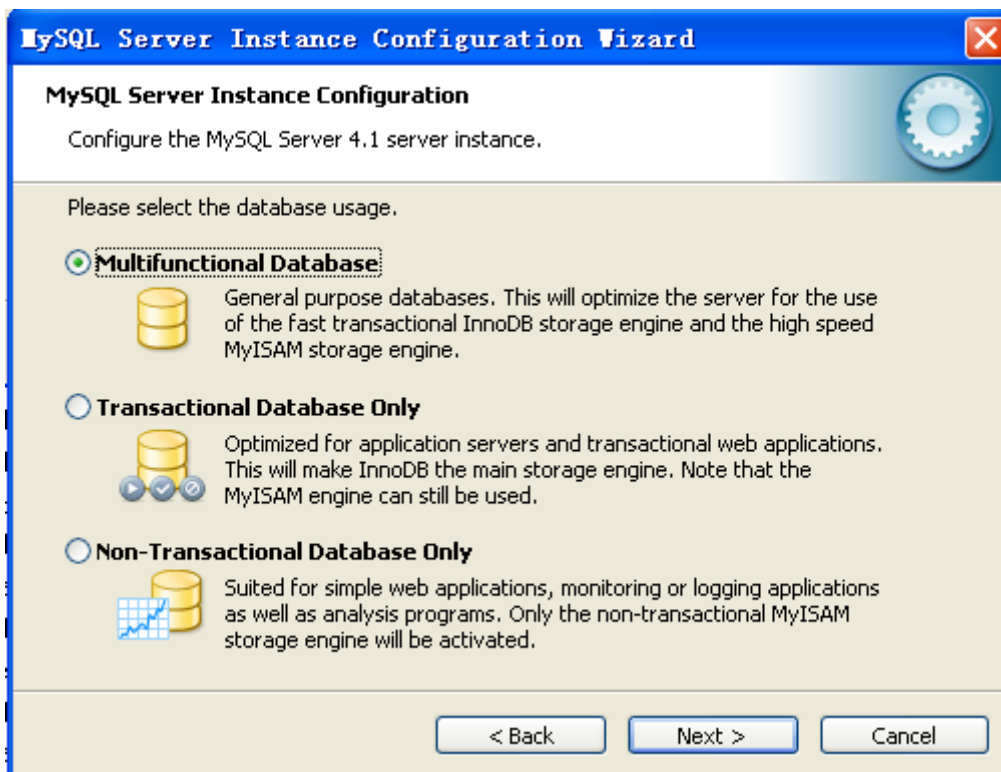 MySQL Server Instance Configuration Wizard
MySQL Server Instance Configuration
Configure the MySQL Server 4.1 server instance.
Please select the database usage.
Multifunctional Database
General purpose databases. This will optimize the server for the use
of the fast transactional InnoDB storage engine and the high speed
MyISAM storage engine.
Transactional Database Only
Optimized for application servers and transactional web applications.
This will make InnoDB the main storage engine. Note that the
MyISAM engine can still be used.
Non-Transactional Database Only
Suited for simple web applications, monitoring or logging applications
as well as analysis programs. Only the non-transactional MyISAM
storage engine will be activated.
< Back Next > Cancel